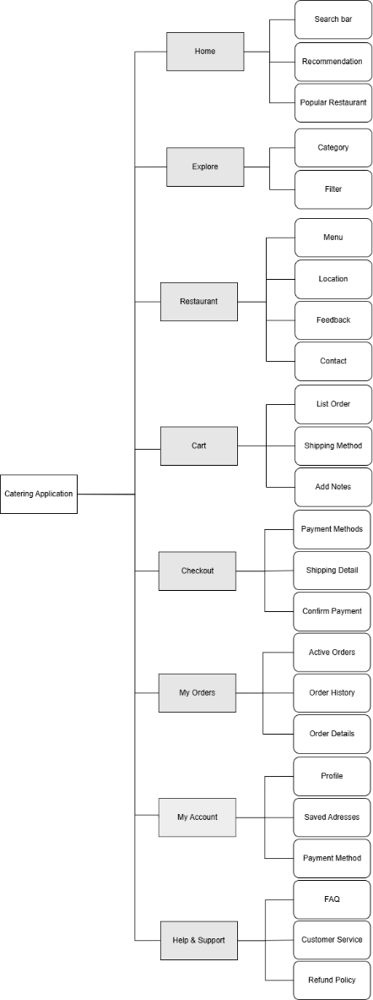 Catering Application
Home
Search bar
Recommendation
Popular Restaurant
Explore
Category
Filter
Restaurant
Menu
Location
Feedback
Contact
Cart
List Order
Shipping Method
Add Notes
Checkout
Payment Methods
Shipping Detail
Confirm Payment
My Orders
Active Orders
Order History
Order Details
My Account
Profile
Saved Adresses
Payment Method
Help & Support
FAQ
Customer Service
Refund Policy